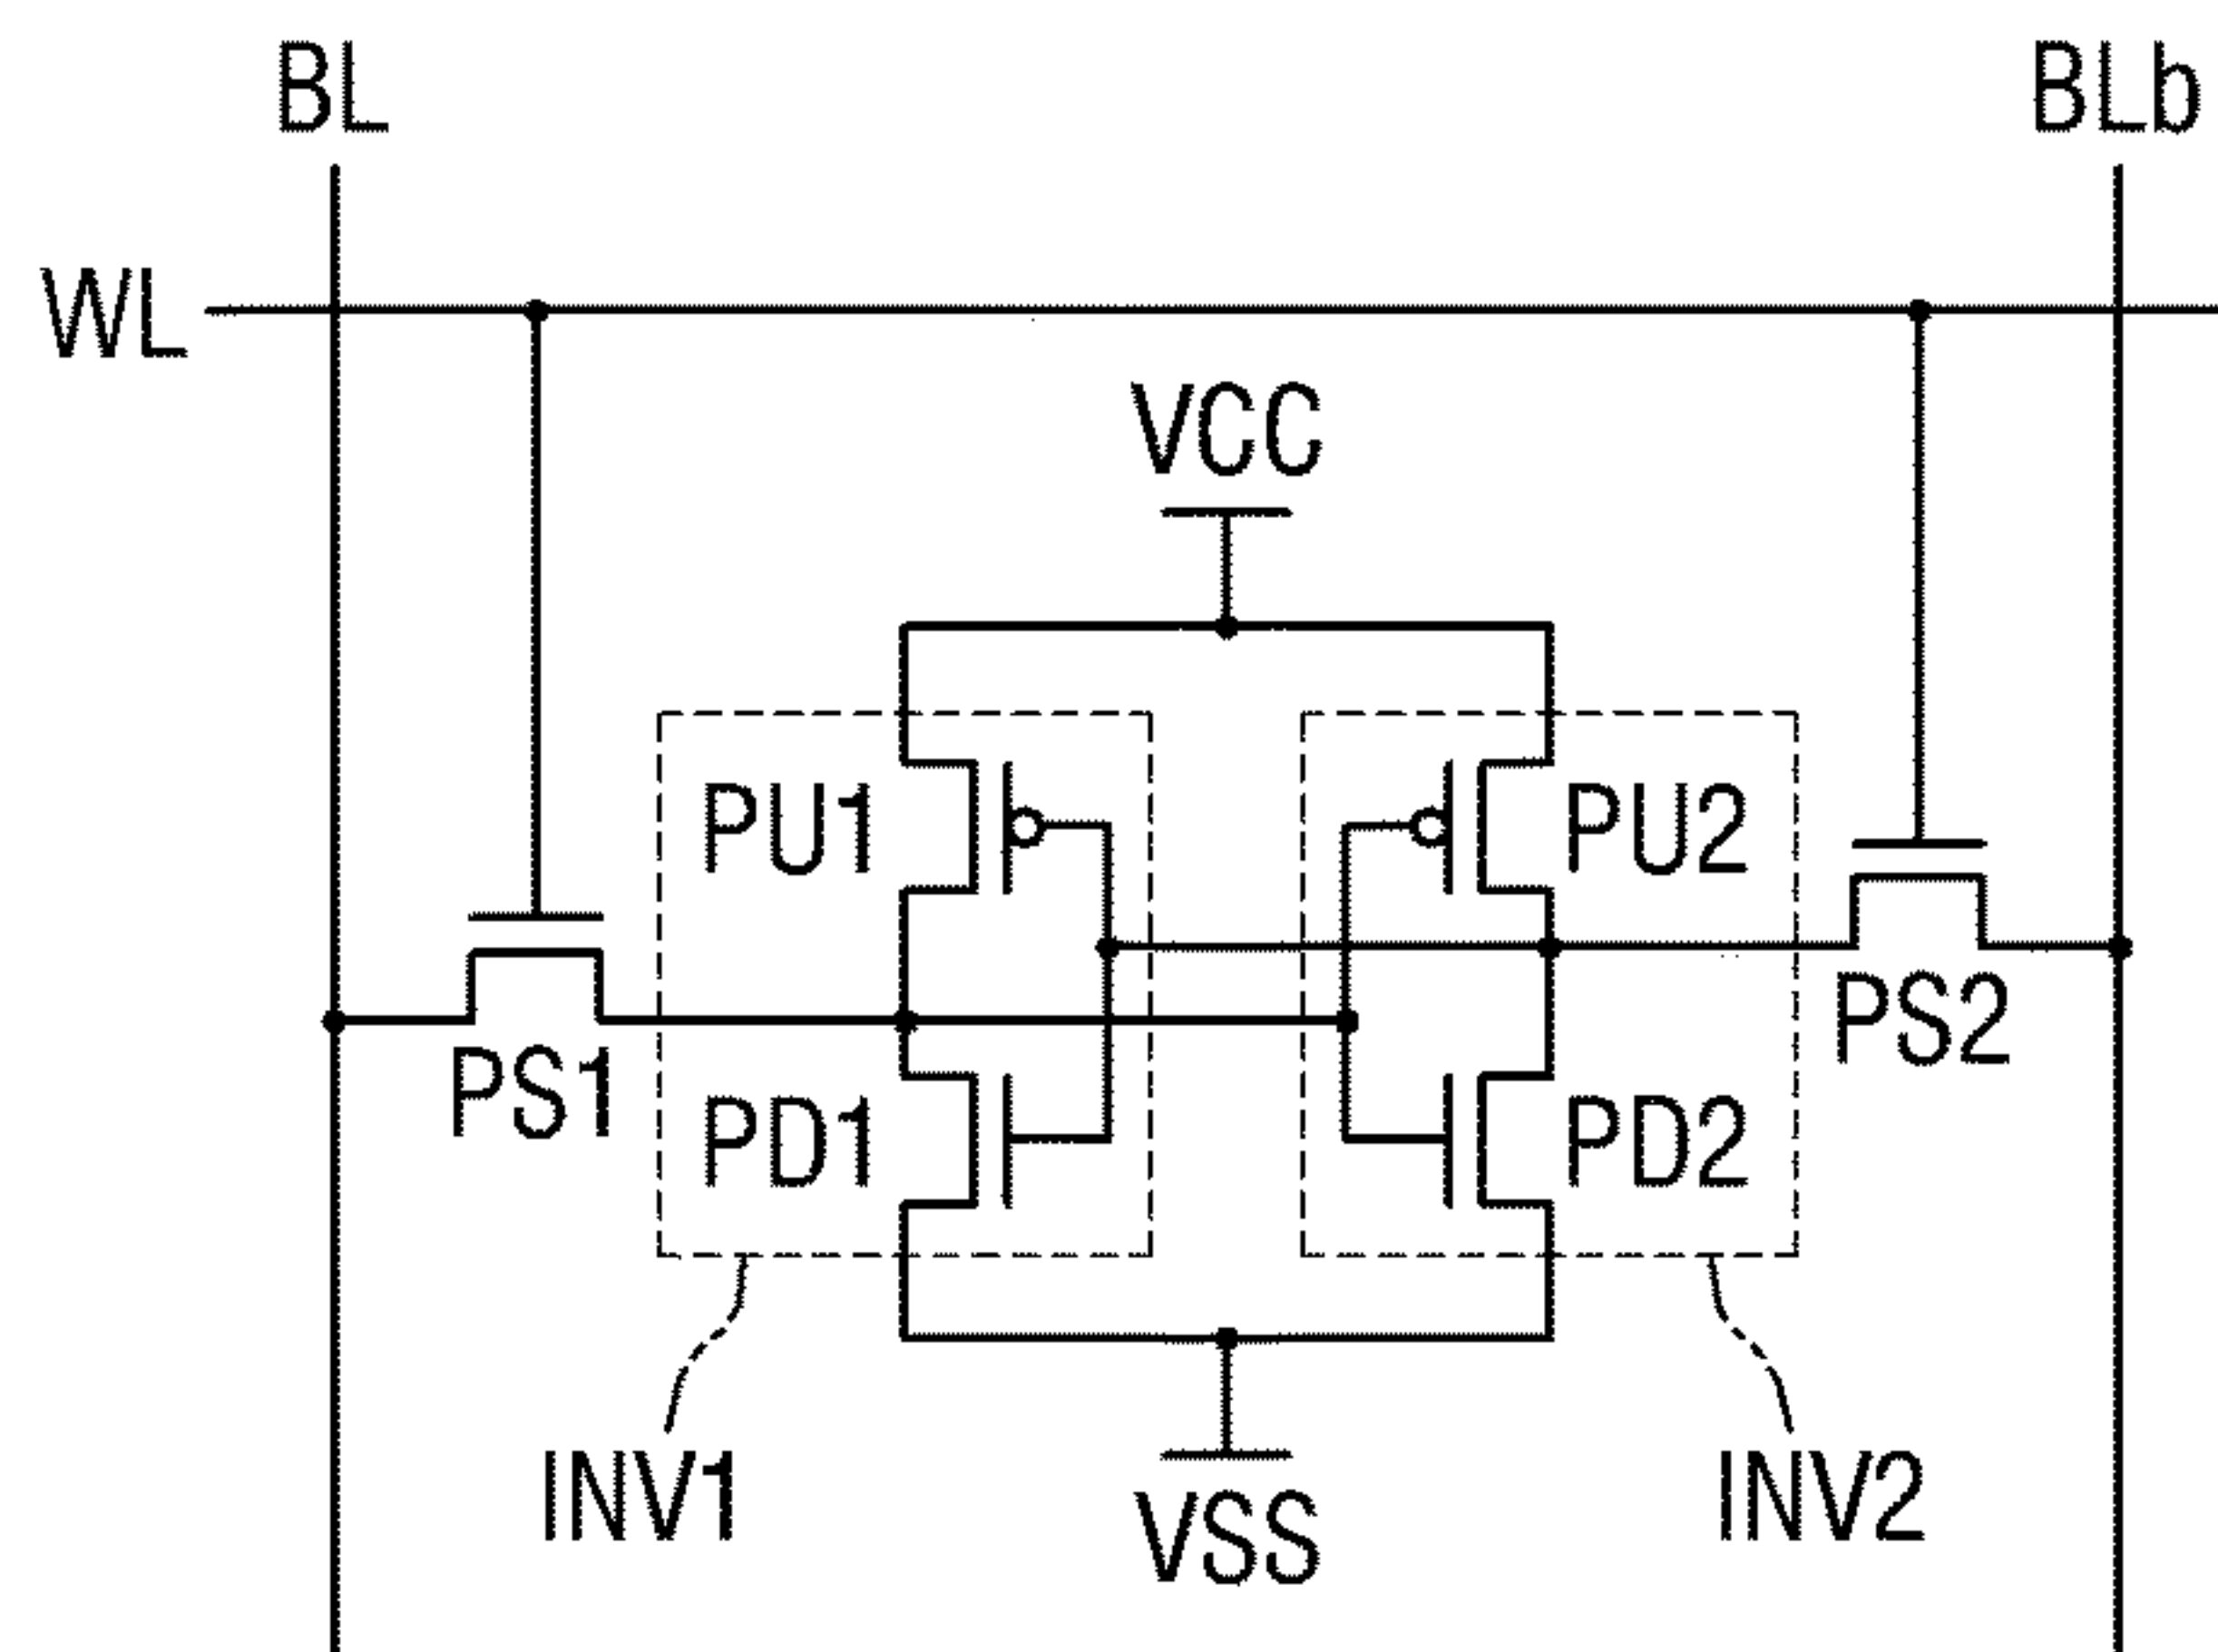 BL BLb
WL
VCC
PU1 PU2
PS1 PS2
PD1 PD2
INV1 INV2
VSS